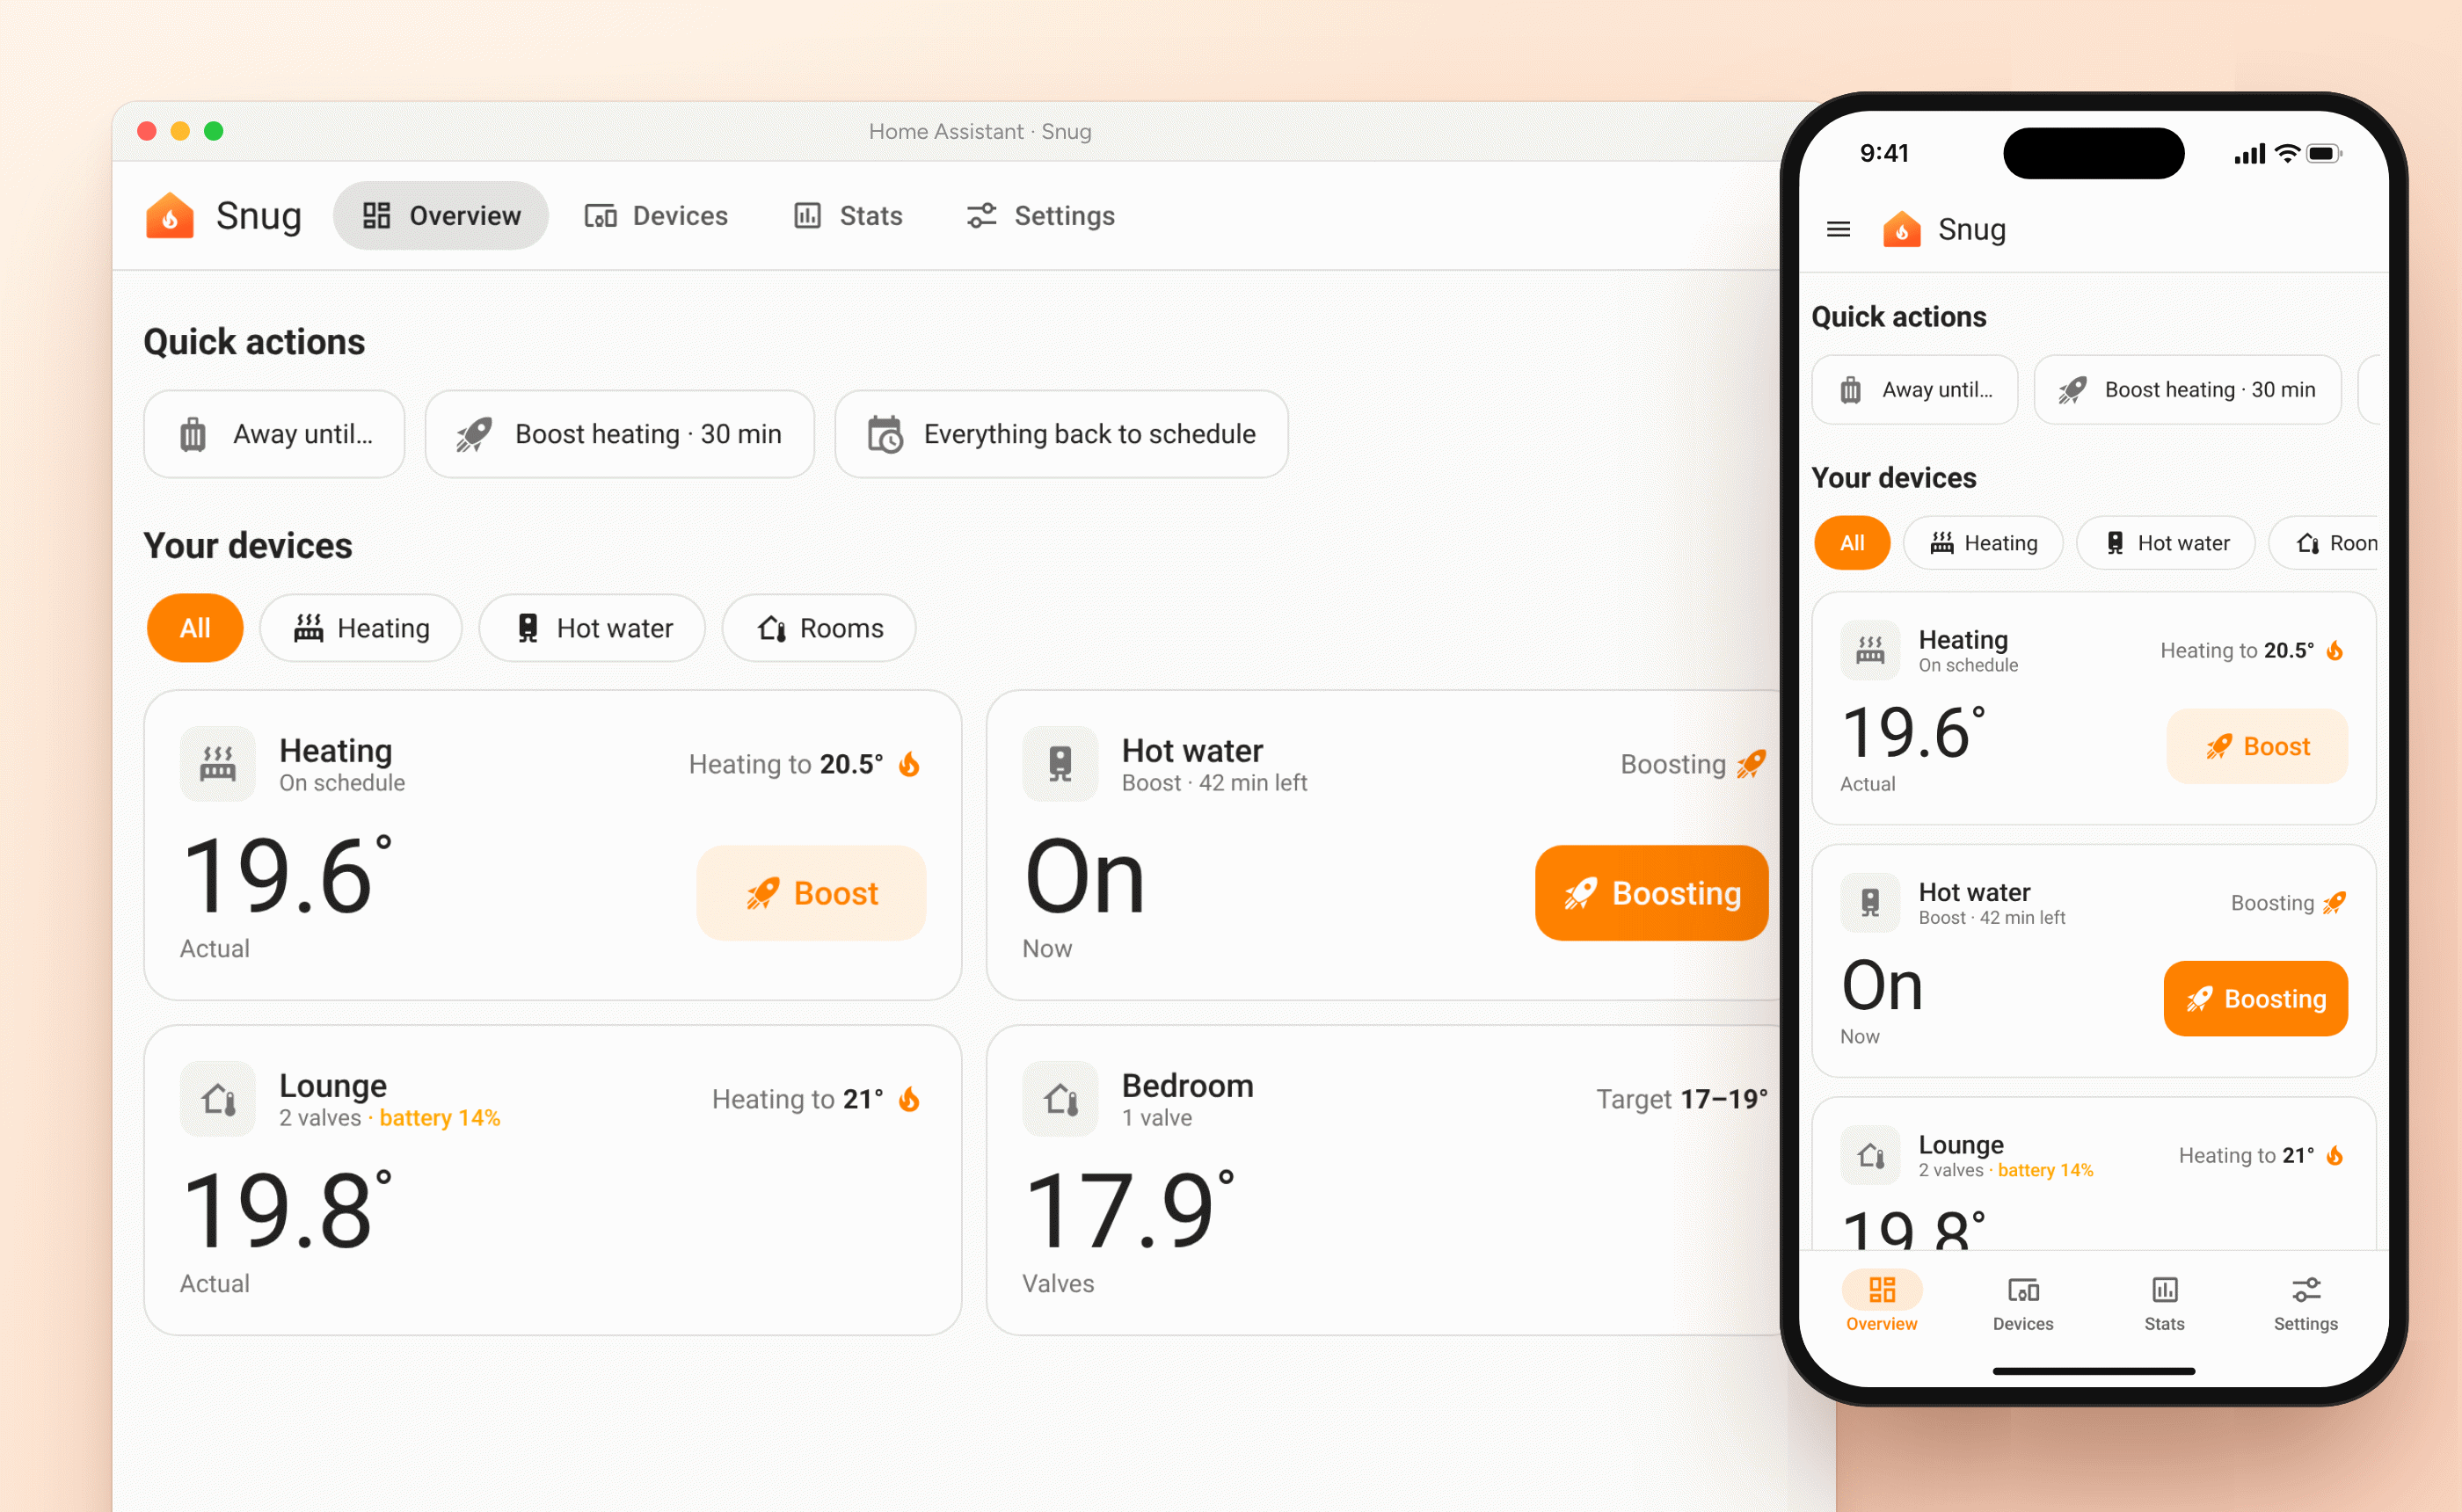 Home Assistant · Snug
Snug
Overview
Devices
Stats
Settings
Quick actions
Away until...
Boost heating · 30 min
Everything back to schedule
Your devices
All
Heating
Hot water
Rooms
Heating
On schedule
Heating to 20.5°
19.6°
Actual
Boost
Hot water
Boost · 42 min left
Boosting
On
Now
Boosting
Lounge
2 valves · battery 14%
Heating to 21°
19.8°
Actual
Bedroom
1 valve
Target 17–19°
17.9°
Valves
9:41
Snug
Quick actions
Away until...
Boost heating · 30 min
Your devices
All
Heating
Hot water
Room
Heating
On schedule
Heating to 20.5°
19.6°
Actual
Boost
Hot water
Boost · 42 min left
Boosting
On
Now
Boosting
Lounge
2 valves · battery 14%
Heating to 21°
19.8°
Overview
Devices
Stats
Settings